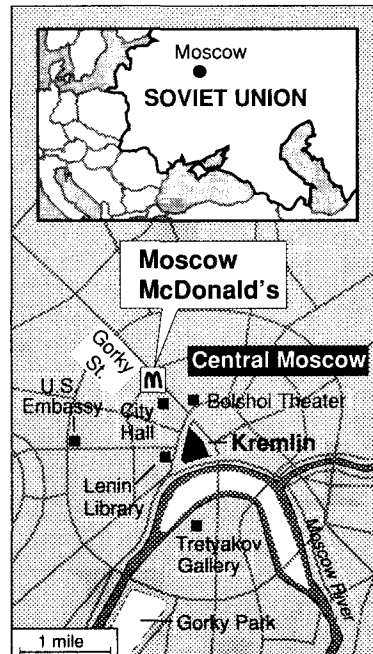 Moscow
SOVIET UNION
Moscow
McDonald's
Gorky
St.
M
Central Moscow
U.S.
Embassy
City
Hall
Bolshoi Theater
Kremlin
Lenin
Library
Tretyakov
Gallery
Moscow River
Gorky Park
1 mile